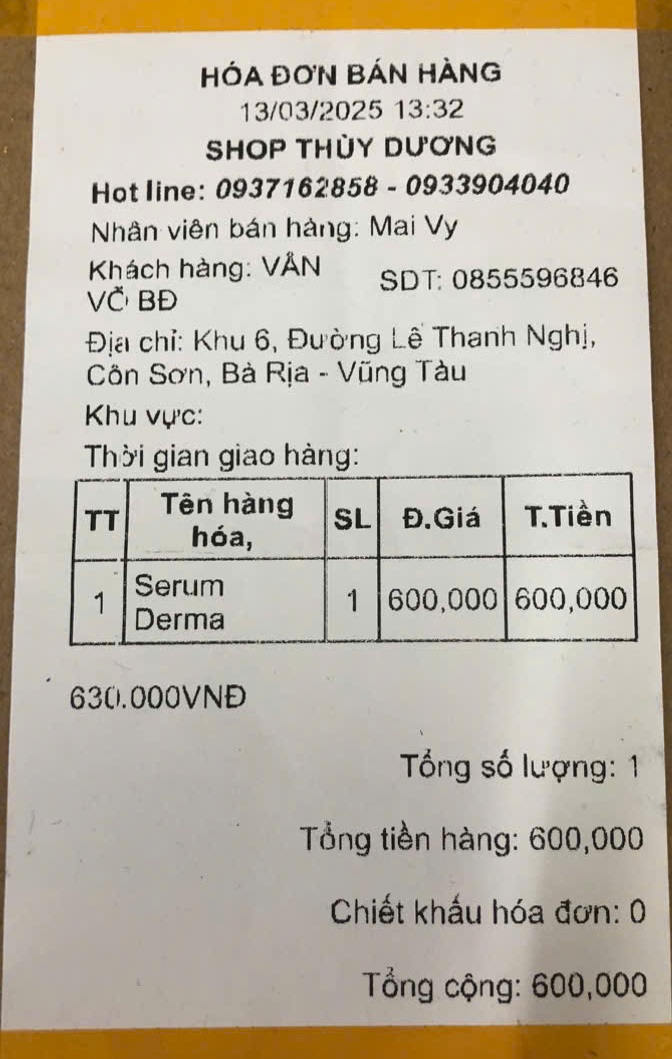 HÓA ĐƠN BÁN HÀNG
13/03/2025 13:32
SHOP THÙY DƯƠNG
Hot line: 0937162858 - 0933904040
Nhân viên bán hàng: Mai Vy
Khách hàng: VÂN SDT: 0855596846
VÕ BĐ
Địa chỉ: Khu 6, Đường Lê Thanh Nghị,
Côn Sơn, Bà Rịa - Vũng Tàu
Khu vực:
Thời gian giao hàng:
TT Tên hàng hóa, SL Đ.Giá T.Tiền
1 Serum Derma 1 600,000 600,000
630.000VNĐ
Tổng số lượng: 1
Tổng tiền hàng: 600,000
Chiết khấu hóa đơn: 0
Tổng cộng: 600,000